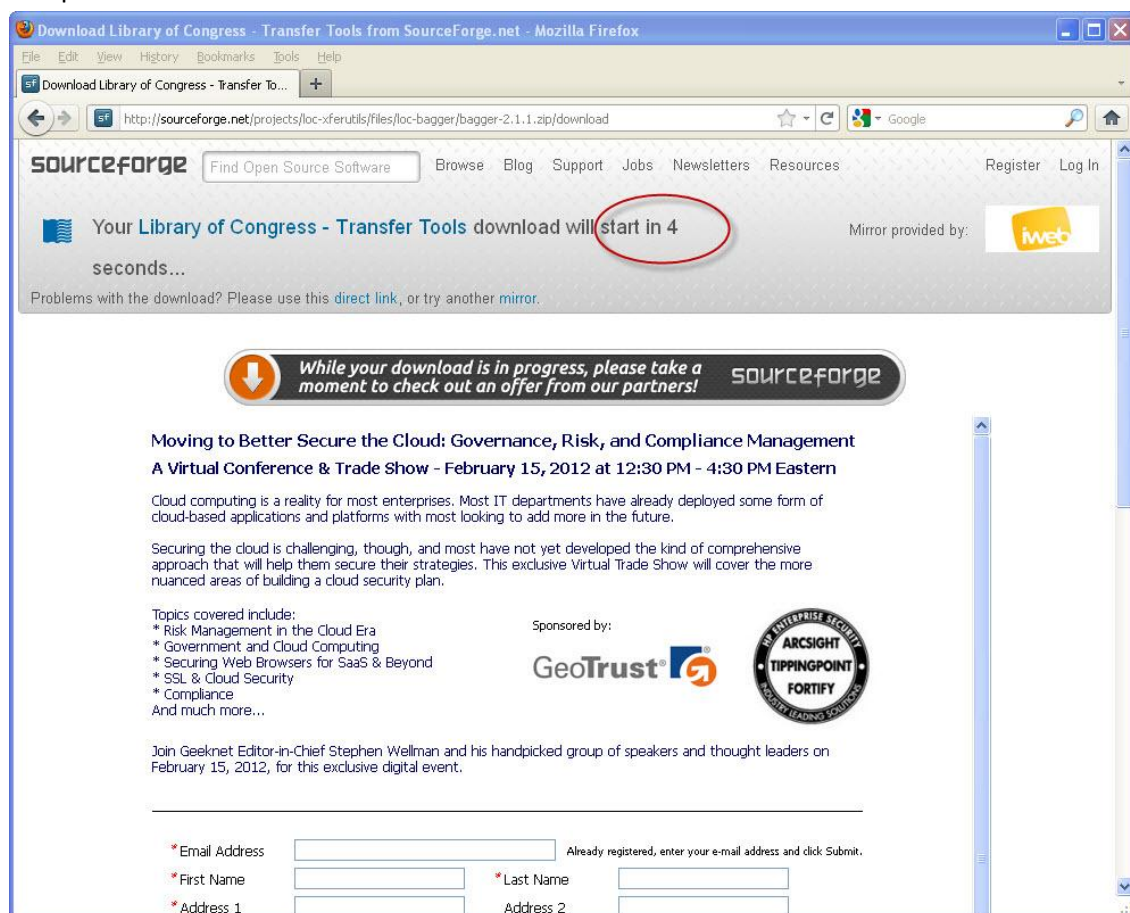 Download Library of Congress - Transfer Tools from SourceForge.net - Mozilla Firefox
File Edit View History Bookmarks Tools Help
sf Download Library of Congress - Transfer To... +
sf http://sourceforge.net/projects/loc-xferutils/files/loc-bagger/bagger-2.1.1.zip/download Google
sourceforge Find Open Source Software Browse Blog Support Jobs Newsletters Resources Register Log In
Your Library of Congress - Transfer Tools download will start in 4 Mirror provided by: iweb
seconds...
Problems with the download? Please use this direct link, or try another mirror.
While your download is in progress, please take a
moment to check out an offer from our partners! sourceforge
Moving to Better Secure the Cloud: Governance, Risk, and Compliance Management
A Virtual Conference & Trade Show - February 15, 2012 at 12:30 PM - 4:30 PM Eastern
Cloud computing is a reality for most enterprises. Most IT departments have already deployed some form of
cloud-based applications and platforms with most looking to add more in the future.
Securing the cloud is challenging, though, and most have not yet developed the kind of comprehensive
approach that will help them secure their strategies. This exclusive Virtual Trade Show will cover the more
nuanced areas of building a cloud security plan.
Topics covered include:
* Risk Management in the Cloud Era
* Government and Cloud Computing
* Securing Web Browsers for SaaS & Beyond
* SSL & Cloud Security
* Compliance
And much more...
Sponsored by:
GeoTrust®
HP ENTERPRISE SECURITY
ARCSIGHT
TIPPINGPOINT
FORTIFY
INDUSTRY LEADING SOLUTIONS
Join Geeknet Editor-in-Chief Stephen Wellman and his handpicked group of speakers and thought leaders on
February 15, 2012, for this exclusive digital event.
*Email Address Already registered, enter your e-mail address and click Submit.
*First Name *Last Name
*Address 1 Address 2